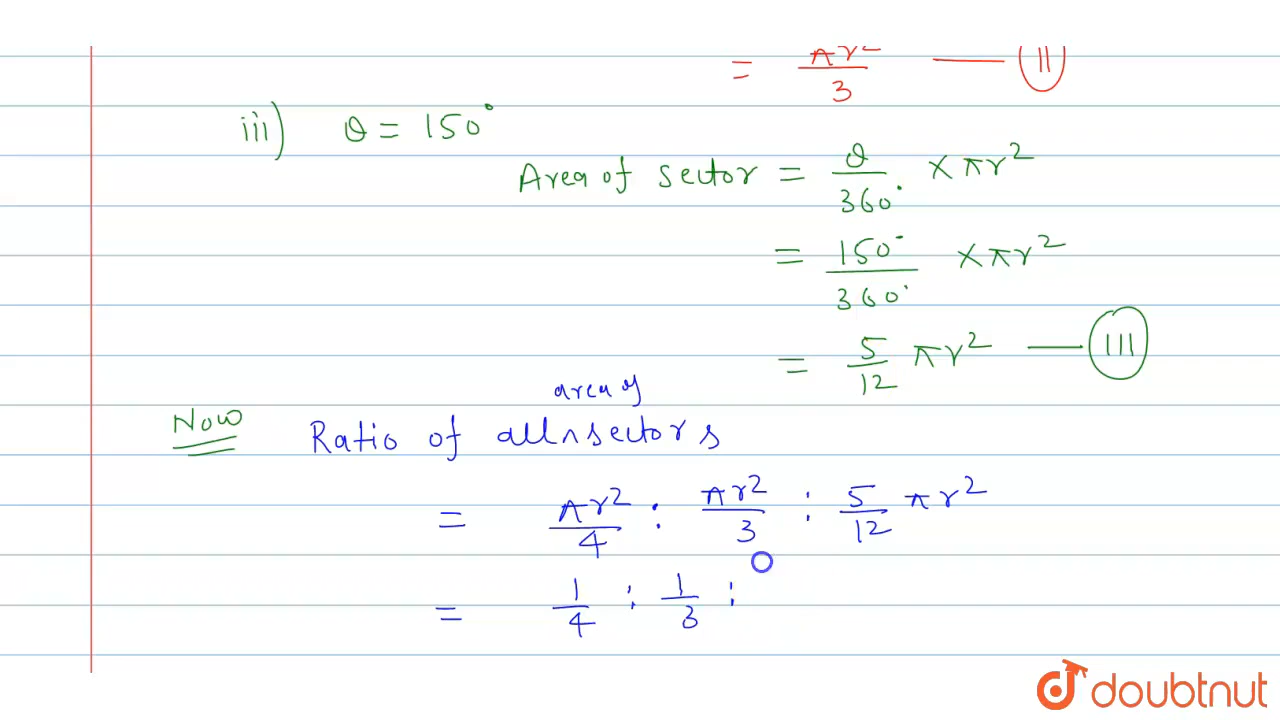 = πr²/3 —— (II)
iii) θ = 150°
Area of sector = θ/360° × πr²
= 150°/360° × πr²
= 5/12 πr² —— (III)
area of
Now Ratio of all ^ sectors
= πr²/4 : πr²/3 : 5/12 πr²
= 1/4 : 1/3 :
doubtnut